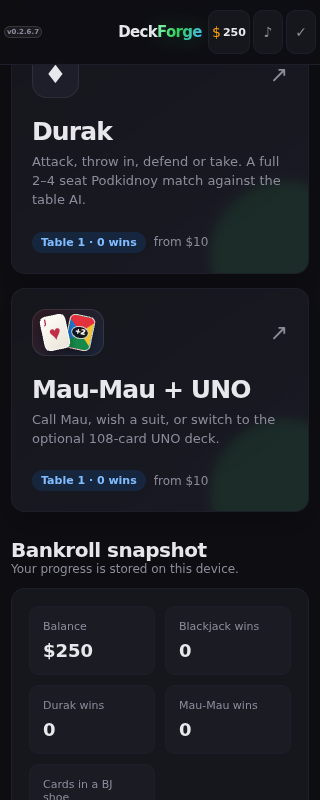 v0.2.6.7
DeckForge
$ 250
♪
✓
♦
↗
Durak
Attack, throw in, defend or take. A full
2–4 seat Podkidnoy match against the
table AI.
Table 1 · 0 wins
from $10
↗
Mau-Mau + UNO
Call Mau, wish a suit, or switch to the
optional 108-card UNO deck.
Table 1 · 0 wins
from $10
Bankroll snapshot
Your progress is stored on this device.
Balance
$250
Blackjack wins
0
Durak wins
0
Mau-Mau wins
0
Cards in a BJ
shoe